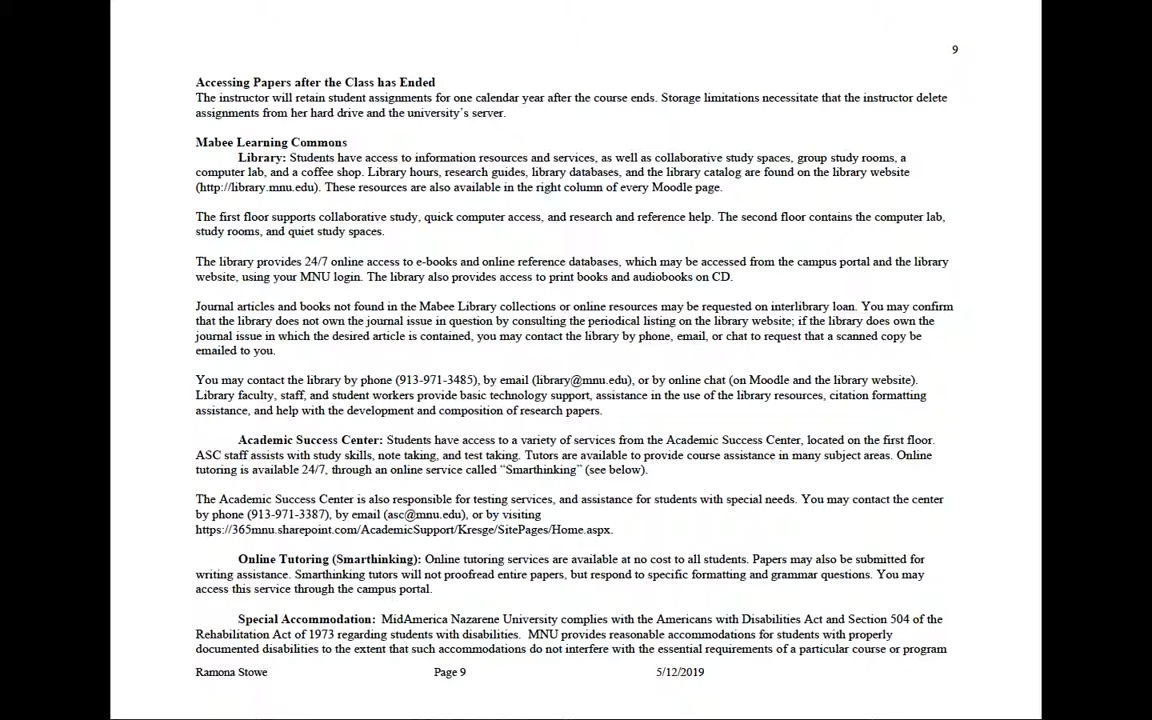 9
Accessing Papers after the Class has Ended
The instructor will retain student assignments for one calendar year after the course ends. Storage limitations necessitate that the instructor delete
assignments from her hard drive and the university's server.
Mabee Learning Commons
Library: Students have access to information resources and services, as well as collaborative study spaces, group study rooms, a
computer lab, and a coffee shop. Library hours, research guides, library databases, and the library catalog are found on the library website
(http://library.mnu.edu). These resources are also available in the right column of every Moodle page.
The first floor supports collaborative study, quick computer access, and research and reference help. The second floor contains the computer lab,
study rooms, and quiet study spaces.
The library provides 24/7 online access to e-books and online reference databases, which may be accessed from the campus portal and the library
website, using your MNU login. The library also provides access to print books and audiobooks on CD.
Journal articles and books not found in the Mabee Library collections or online resources may be requested on interlibrary loan. You may confirm
that the library does not own the journal issue in question by consulting the periodical listing on the library website; if the library does own the
journal issue in which the desired article is contained, you may contact the library by phone, email, or chat to request that a scanned copy be
emailed to you.
You may contact the library by phone (913-971-3485), by email (library@mnu.edu), or by online chat (on Moodle and the library website).
Library faculty, staff, and student workers provide basic technology support, assistance in the use of the library resources, citation formatting
assistance, and help with the development and composition of research papers.
Academic Success Center: Students have access to a variety of services from the Academic Success Center, located on the first floor.
ASC staff assists with study skills, note taking, and test taking. Tutors are available to provide course assistance in many subject areas. Online
tutoring is available 24/7, through an online service called "Smarthinking" (see below).
The Academic Success Center is also responsible for testing services, and assistance for students with special needs. You may contact the center
by phone (913-971-3387), by email (asc@mnu.edu), or by visiting
https://365mnu.sharepoint.com/AcademicSupport/Kresge/SitePages/Home.aspx.
Online Tutoring (Smarthinking): Online tutoring services are available at no cost to all students. Papers may also be submitted for
writing assistance. Smarthinking tutors will not proofread entire papers, but respond to specific formatting and grammar questions. You may
access this service through the campus portal.
Special Accommodation: MidAmerica Nazarene University complies with the Americans with Disabilities Act and Section 504 of the
Rehabilitation Act of 1973 regarding students with disabilities. MNU provides reasonable accommodations for students with properly
documented disabilities to the extent that such accommodations do not interfere with the essential requirements of a particular course or program
Ramona Stowe Page 9 5/12/2019